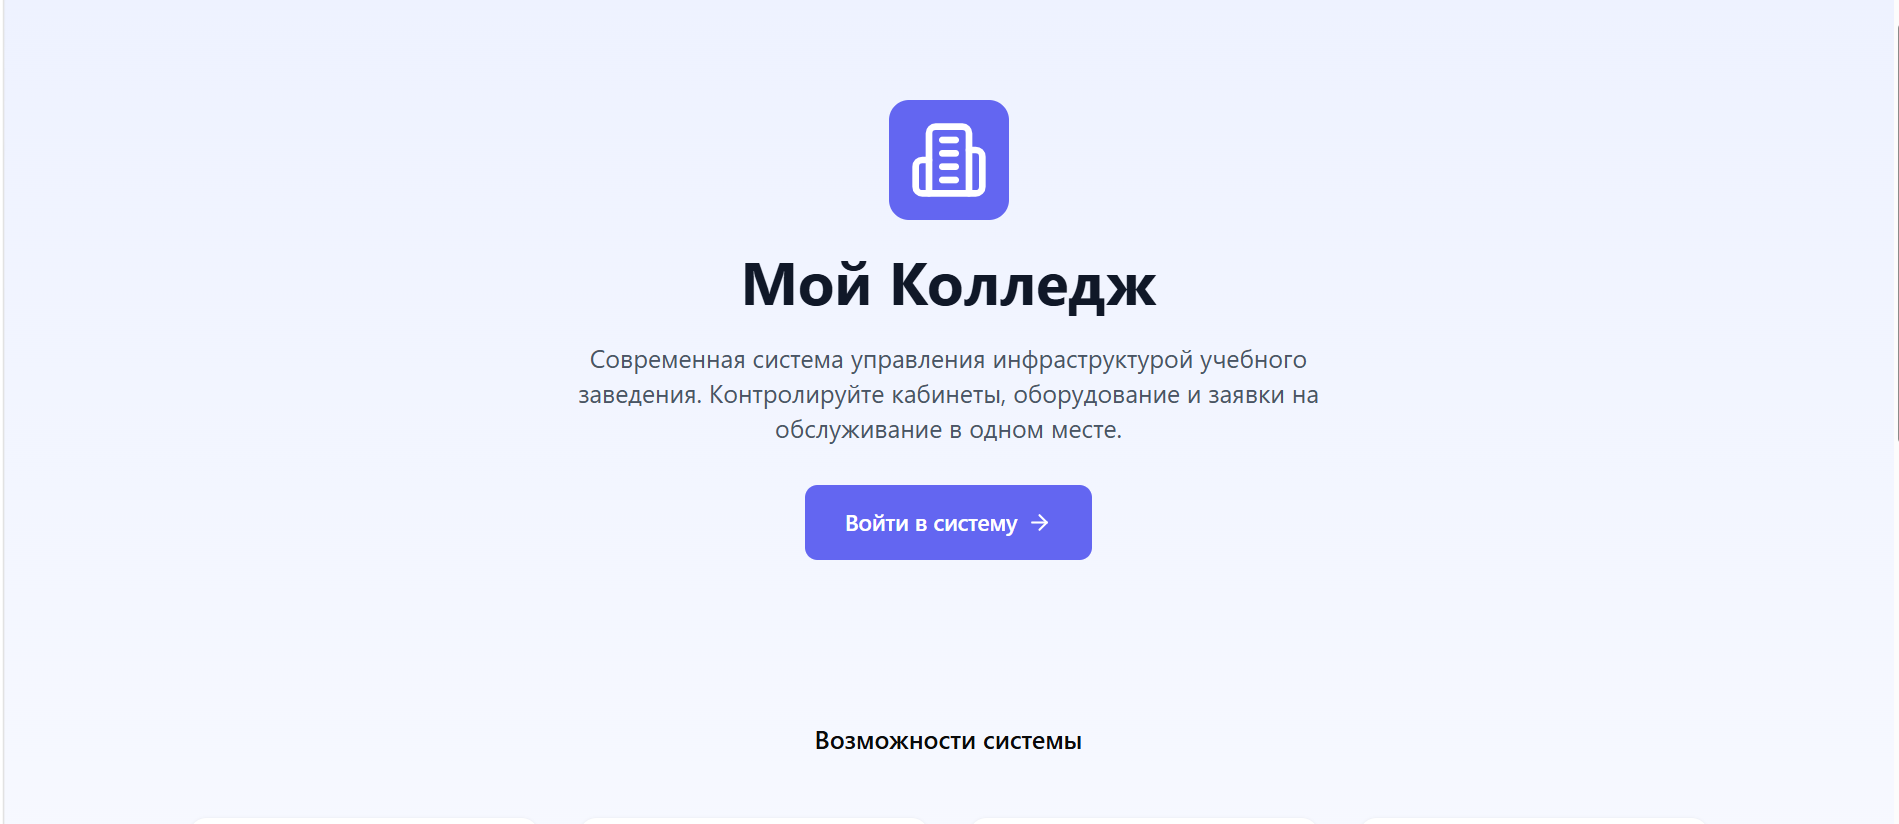 Мой Колледж
Современная система управления инфраструктурой учебного
заведения. Контролируйте кабинеты, оборудование и заявки на
обслуживание в одном месте.
Войти в систему →
Возможности системы